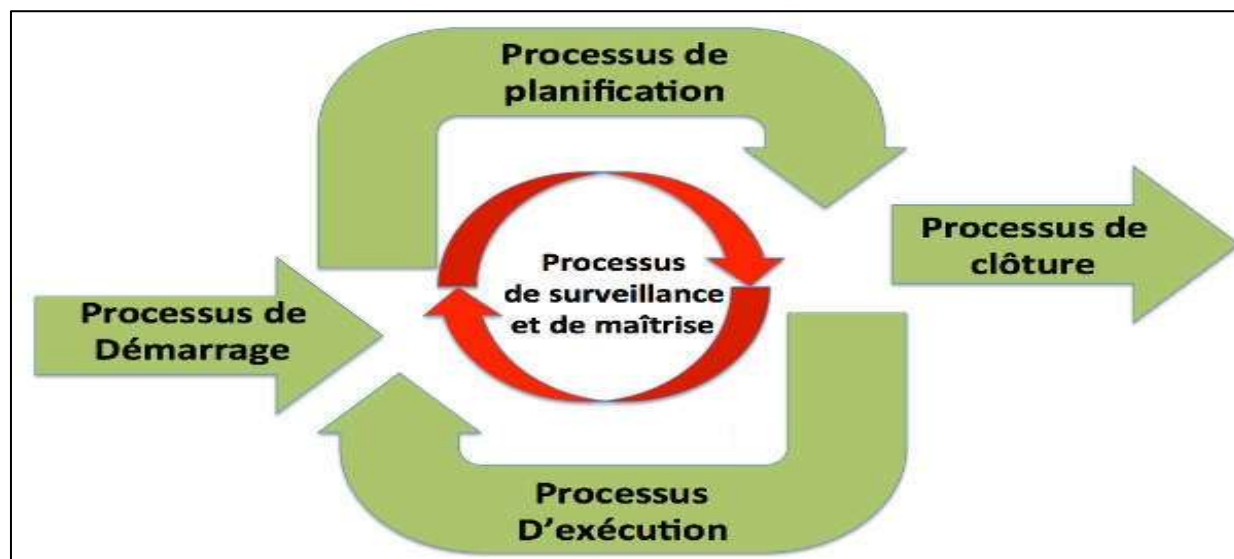 Processus de
planification
Processus de
Démarrage
Processus
de surveillance
et de maîtrise
Processus de
clôture
Processus
D'exécution